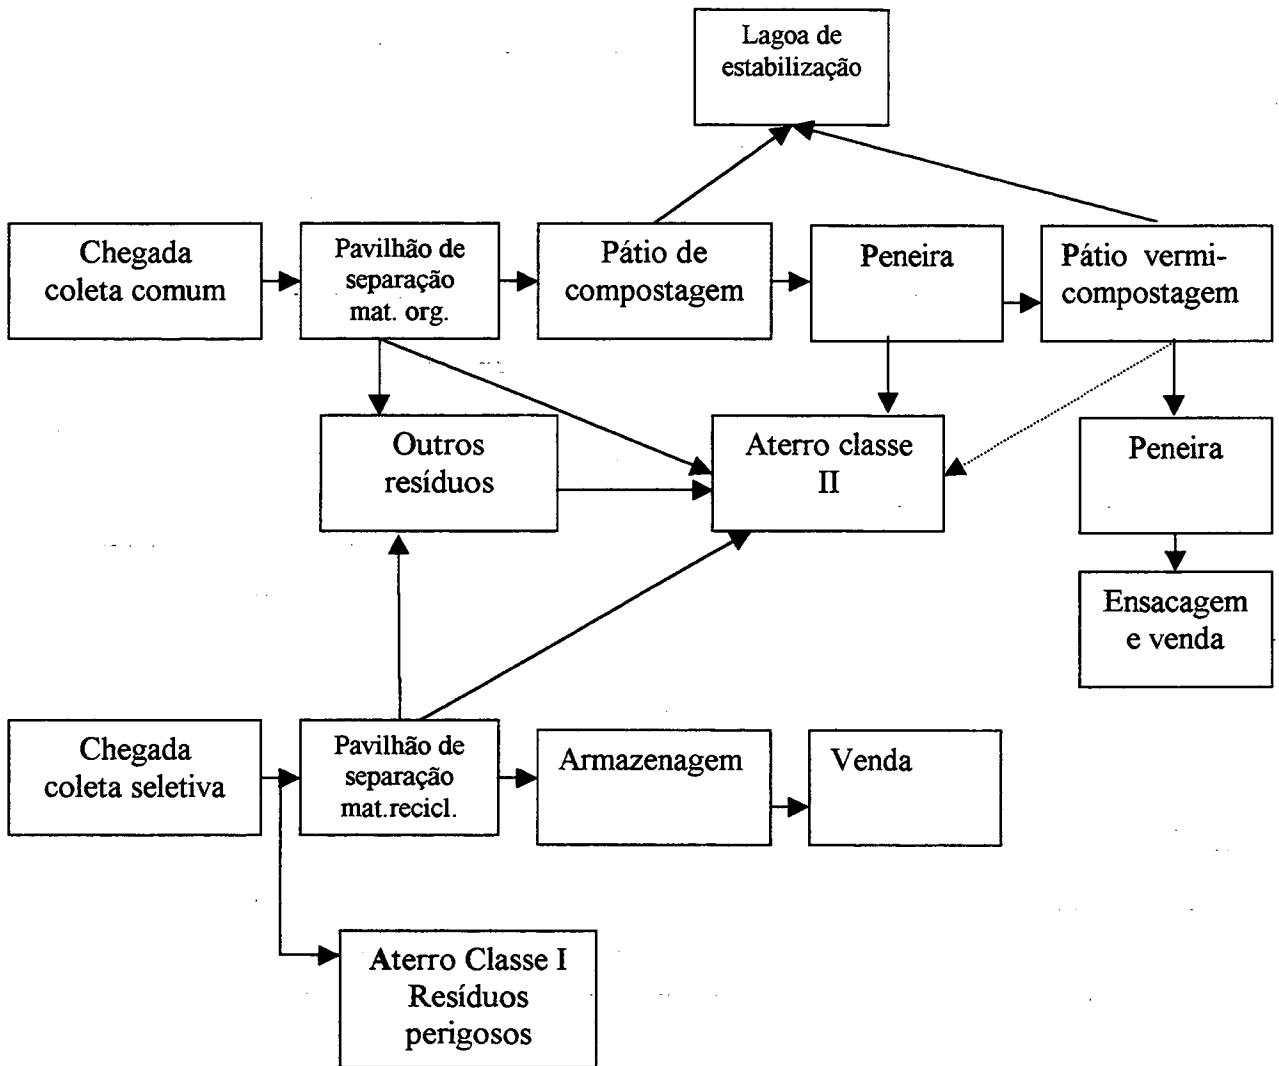 Lagoa de
estabilização
Chegada
coleta comum
Pavilhão de
separação
mat. org.
Pátio de
compostagem
Peneira
Pátio vermi-
compostagem
Outros
resíduos
Aterro classe
II
Peneira
Ensacagem
e venda
Chegada
coleta seletiva
Pavilhão de
separação
mat.recicl.
Armazenagem
Venda
Aterro Classe I
Resíduos
perigosos